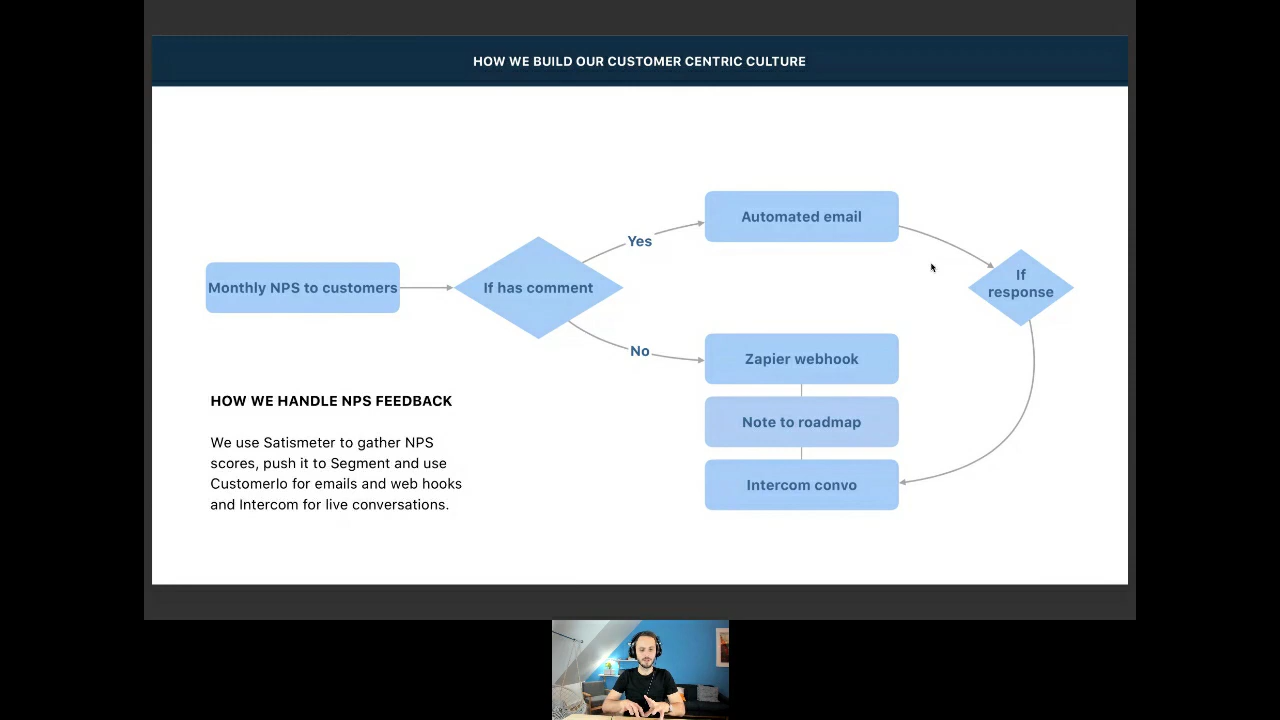 HOW WE BUILD OUR CUSTOMER CENTRIC CULTURE
Automated email
Yes
If
response
Monthly NPS to customers
If has comment
No
Zapier webhook
HOW WE HANDLE NPS FEEDBACK
Note to roadmap
We use Satismeter to gather NPS
scores, push it to Segment and use
CustomerIo for emails and web hooks
and Intercom for live conversations.
Intercom convo